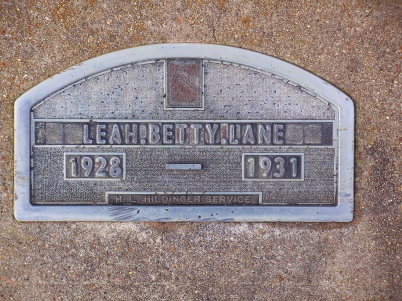 LEAH.BETTY.LANE
1928 — 1931
H. L. HILDINGER SERVICE